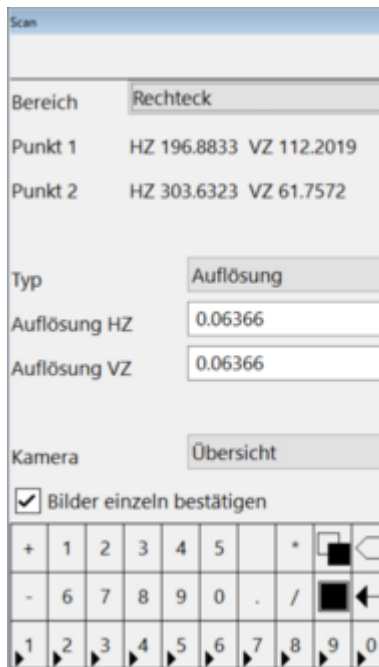 Scan
Bereich Rechteck
Punkt 1 HZ 196.8833 VZ 112.2019
Punkt 2 HZ 303.6323 VZ 61.7572
Typ Auflösung
Auflösung HZ 0.06366
Auflösung VZ 0.06366
Kamera Übersicht
Bilder einzeln bestätigen
+ 1 2 3 4 5 *
- 6 7 8 9 0 . /
1 2 3 4 5 6 7 8 9 0